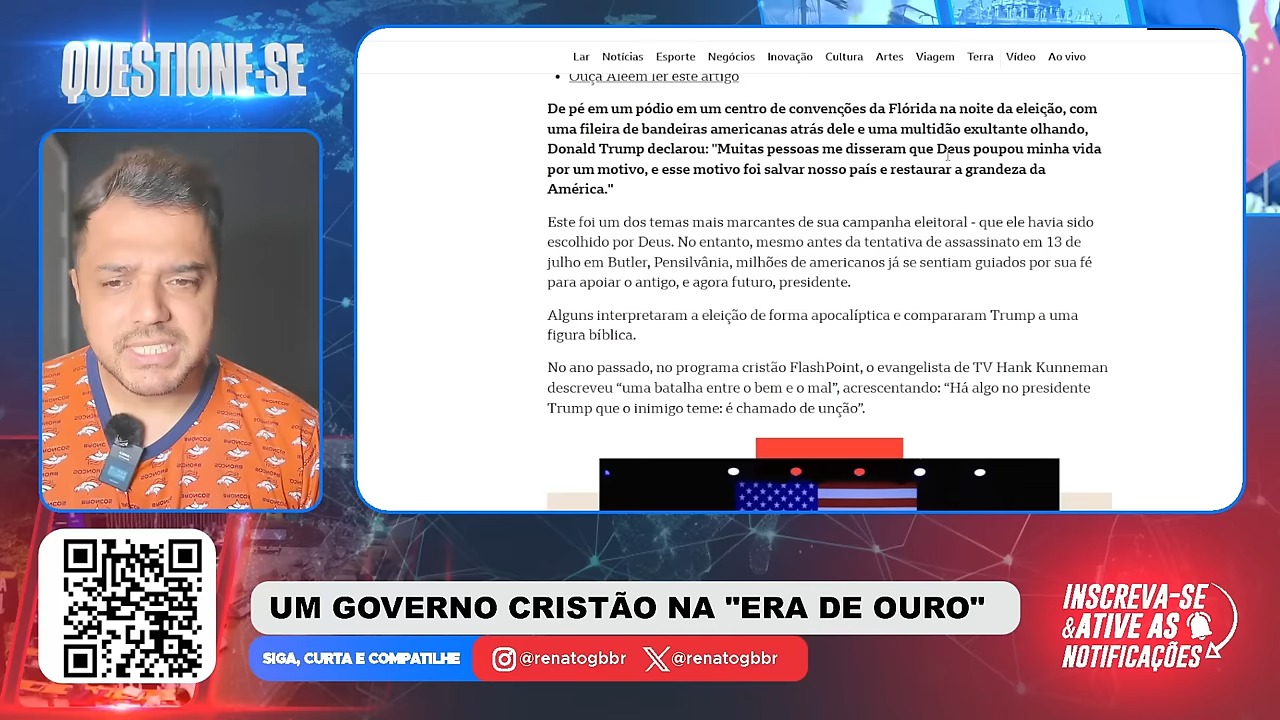 QUESTIONE-SE
Lar Notícias Esporte Negócios Inovação Cultura Artes Viagem Terra Vídeo Ao vivo
Ouça Aleem ler este artigo
De pé em um pódio em um centro de convenções da Flórida na noite da eleição, com
uma fileira de bandeiras americanas atrás dele e uma multidão exultante olhando,
Donald Trump declarou: "Muitas pessoas me disseram que Deus poupou minha vida
por um motivo, e esse motivo foi salvar nosso país e restaurar a grandeza da
América."
Este foi um dos temas mais marcantes de sua campanha eleitoral - que ele havia sido
escolhido por Deus. No entanto, mesmo antes da tentativa de assassinato em 13 de
julho em Butler, Pensilvânia, milhões de americanos já se sentiam guiados por sua fé
para apoiar o antigo, e agora futuro, presidente.
Alguns interpretaram a eleição de forma apocalíptica e compararam Trump a uma
figura bíblica.
No ano passado, no programa cristão FlashPoint, o evangelista de TV Hank Kunneman
descreveu “uma batalha entre o bem e o mal”, acrescentando: “Há algo no presidente
Trump que o inimigo teme: é chamado de unção”.
BRONCOS
UM GOVERNO CRISTÃO NA "ERA DE OURO"
SIGA, CURTA E COMPATILHE @renatogbbr @renatogbbr
INSCREVA-SE
&ATIVE AS
NOTIFICAÇÕES